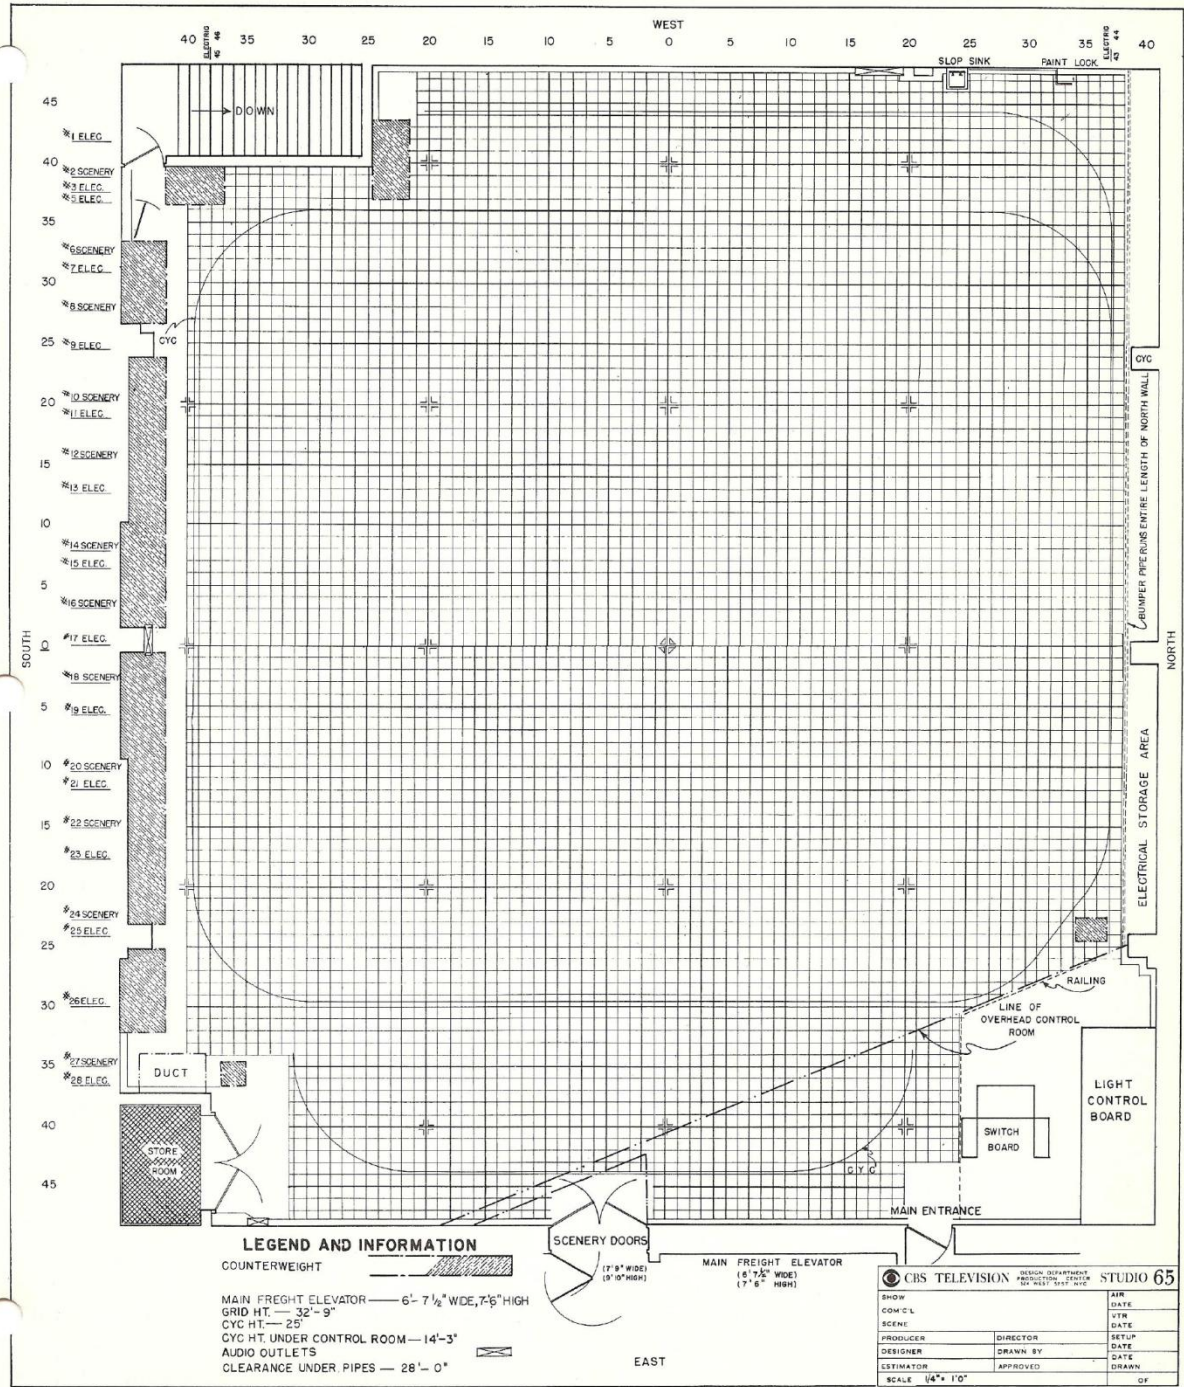 WEST
40 ELECTRIC 45 46 35 30 25 20 15 10 5 0 5 10 15 20 25 30 35 ELECTRIC 43 44 40
SLOP SINK PAINT LOCK.
45
DOWN
#1 ELEC
40
#2 SCENERY
#3 ELEC.
#5 ELEC.
35
#6 SCENERY
#7 ELEC.
30
#8 SCENERY
CYC
25 #9 ELEC
CYC
#10 SCENERY
20
#11 ELEC.
#12 SCENERY
15
#13 ELEC.
10
#14 SCENERY
#15 ELEC.
5
#16 SCENERY
BUMPER PIPE RUNS ENTIRE LENGTH OF NORTH WALL
SOUTH
0 #17 ELEC.
NORTH
#18 SCENERY
5 #19 ELEC.
10 #20 SCENERY
#21 ELEC.
15 #22 SCENERY
#23 ELEC.
ELECTRICAL STORAGE AREA
20
#24 SCENERY
#25 ELEC.
25
RAILING
30 #26 ELEC.
LINE OF
OVERHEAD CONTROL
ROOM
35 #27 SCENERY
#28 ELEC.
DUCT
LIGHT
CONTROL
BOARD
40
SWITCH
BOARD
STORE
ROOM
CYC
45
MAIN ENTRANCE
SCENERY DOORS
(7'9" WIDE)
(9'10" HIGH)
MAIN FREIGHT ELEVATOR
(6'7½" WIDE)
(7'6" HIGH)
LEGEND AND INFORMATION
COUNTERWEIGHT
MAIN FREGHT ELEVATOR — 6'- 7 ½" WIDE, 7'-6" HIGH
GRID HT. — 32'-9"
CYC HT. — 25'
CYC HT. UNDER CONTROL ROOM — 14'-3"
AUDIO OUTLETS
CLEARANCE UNDER PIPES — 28'-0"
EAST
CBS TELEVISION DESIGN DEPARTMENT PRODUCTION CENTER 524 WEST 57ST NYC STUDIO 65
SHOW AIR DATE
COM'C'L VTR DATE
SCENE
PRODUCER DIRECTOR SETUP DATE
DESIGNER DRAWN BY DATE DRAWN
ESTIMATOR APPROVED
SCALE 1/4" = 1'0" OF